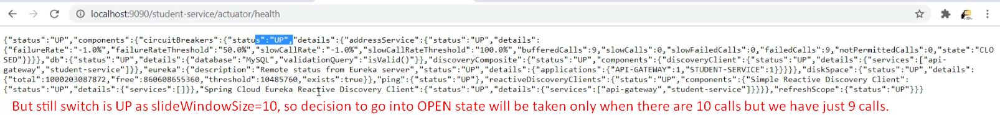 localhost:9090/student-service/actuator/health
{"status":"UP","components":{"circuitBreakers":{"status":"UP","details":{"addressService":{"status":"UP","details":
{"failureRate":"-1.0%","failureRateThreshold":"50.0%","slowCallRate":"-1.0%","slowCallRateThreshold":"100.0%","bufferedCalls":9,"slowCalls":0,"slowFailedCalls":0,"failedCalls":9,"notPermittedCalls":0,"state":"CLO
SED"}}}},"db":{"status":"UP","details":{"database":"MySQL","validationQuery":"isValid()"}},"discoveryComposite":{"status":"UP","components":{"discoveryClient":{"status":"UP","details":{"services":["api-
gateway","student-service"]}},"eureka":{"description":"Remote status from Eureka server","status":"UP","details":{"applications":{"API-GATEWAY":1,"STUDENT-SERVICE":1}}}}},"diskSpace":{"status":"UP","details":
{"total":1000203087872,"free":860608655360,"threshold":10485760,"exists":true}},"ping":{"status":"UP"},"reactiveDiscoveryClients":{"status":"UP","components":{"Simple Reactive Discovery Client":
{"status":"UP","details":{"services":[]}},"Spring Cloud Eureka Reactive Discovery Client":{"status":"UP","details":{"services":["api-gateway","student-service"]}}}},"refreshScope":{"status":"UP"}}}
But still switch is UP as slideWindowSize=10, so decision to go into OPEN state will be taken only when there are 10 calls but we have just 9 calls.